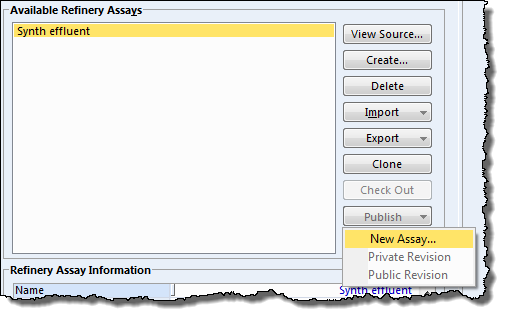 Available Refinery Assays
Synth effluent
View Source...
Create...
Delete
Import
Export
Clone
Check Out
Publish
New Assay...
Private Revision
Public Revision
Refinery Assay Information
Name
Synth effluent